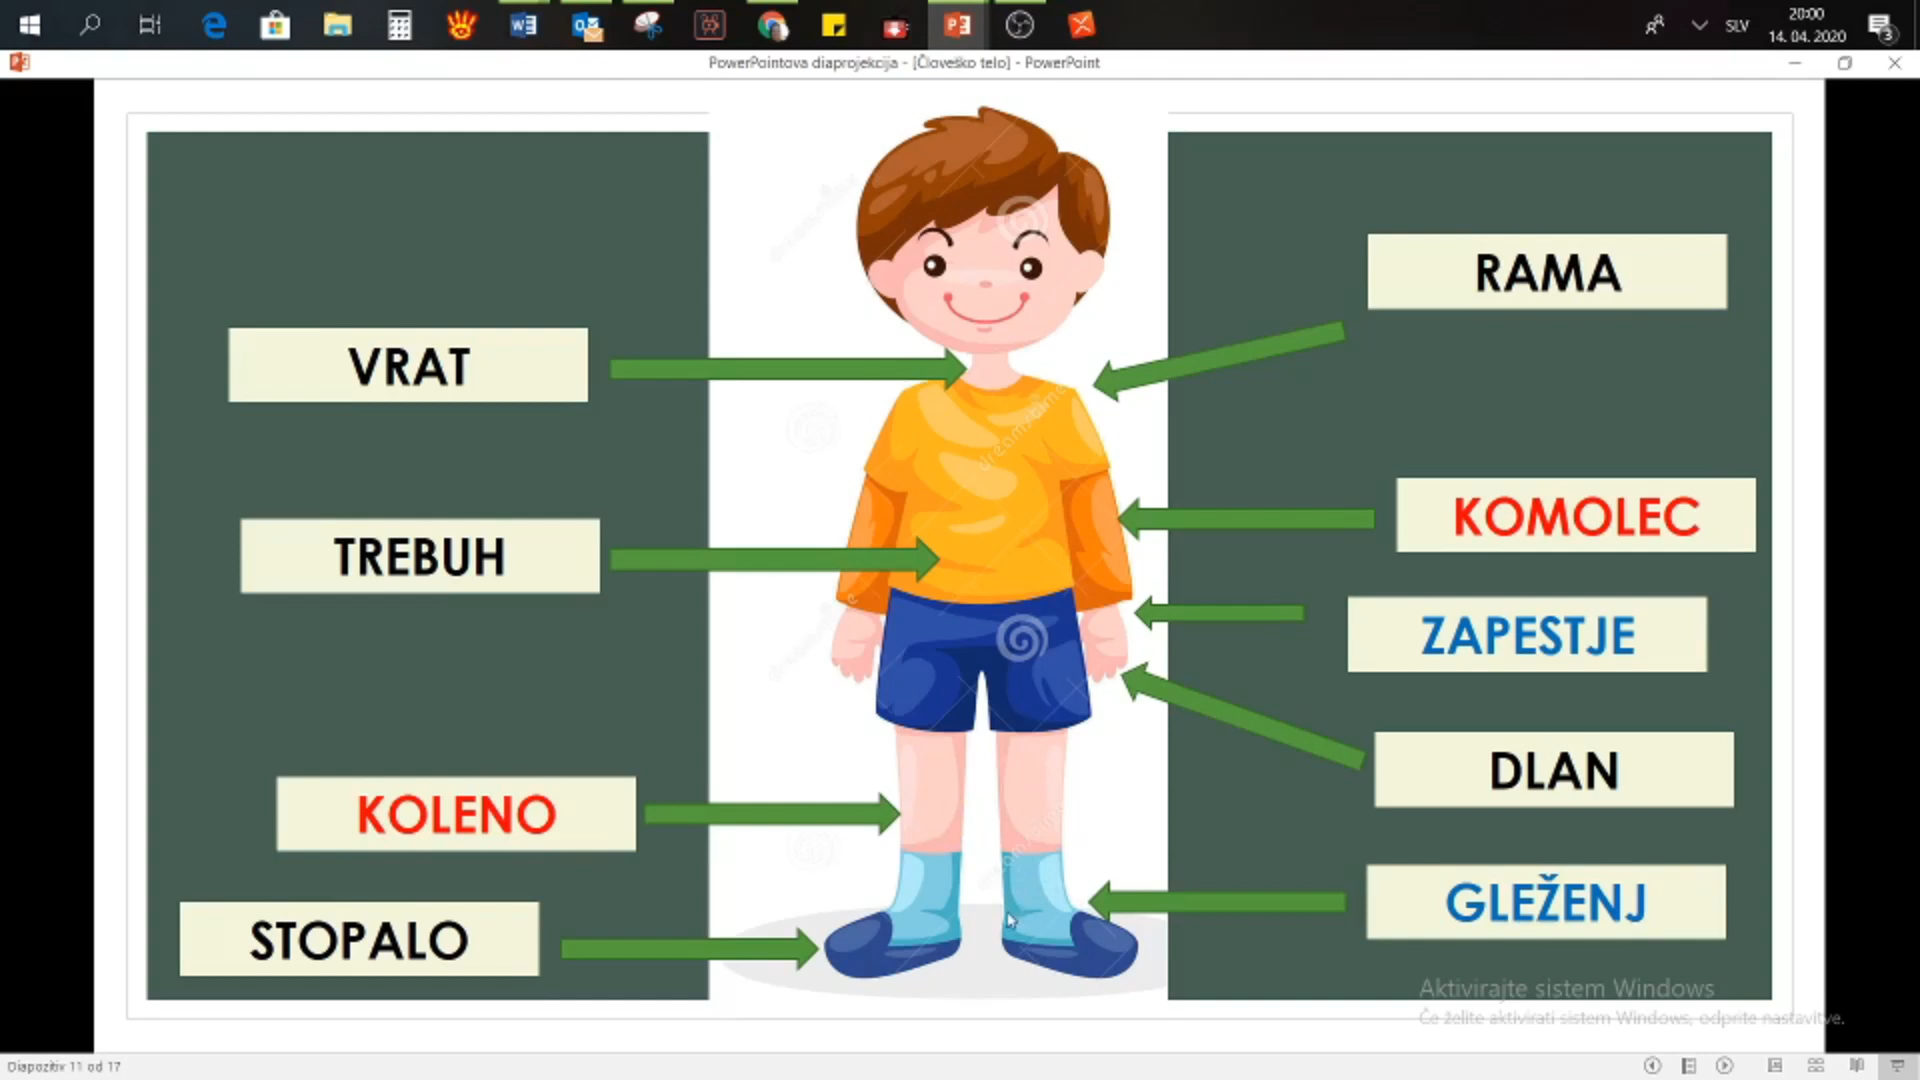 SLV
20:00
14. 04. 2020
3
PowerPointova diaprojekcija - [Človeško telo] - PowerPoint
RAMA
VRAT
KOMOLEC
TREBUH
ZAPESTJE
DLAN
KOLENO
GLEŽENJ
STOPALO
Aktivirajte sistem Windows
Če želite aktivirati sistem Windows, odprite nastavitve.
Diapozitiv 11 od 17